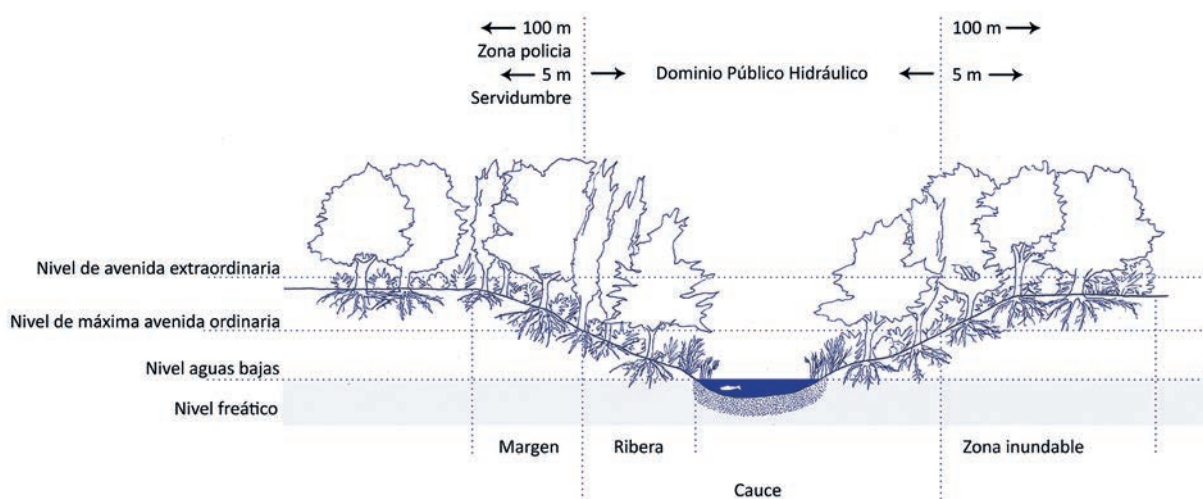 100 m
Zona policia
5 m
Servidumbre
Dominio Público Hidráulico
100 m
5 m
Nivel de avenida extraordinaria
Nivel de máxima avenida ordinaria
Nivel aguas bajas
Nivel freático
Margen
Ribera
Zona inundable
Cauce